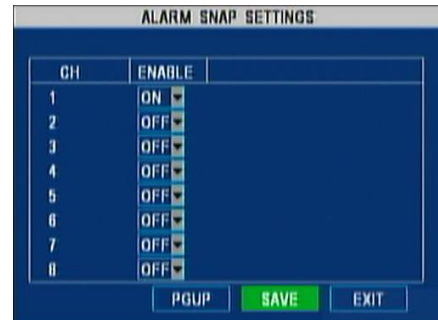 ALARM SNAP SETTINGS
CH ENABLE
1 ON
2 OFF
3 OFF
4 OFF
5 OFF
6 OFF
7 OFF
8 OFF
PGUP SAVE EXIT